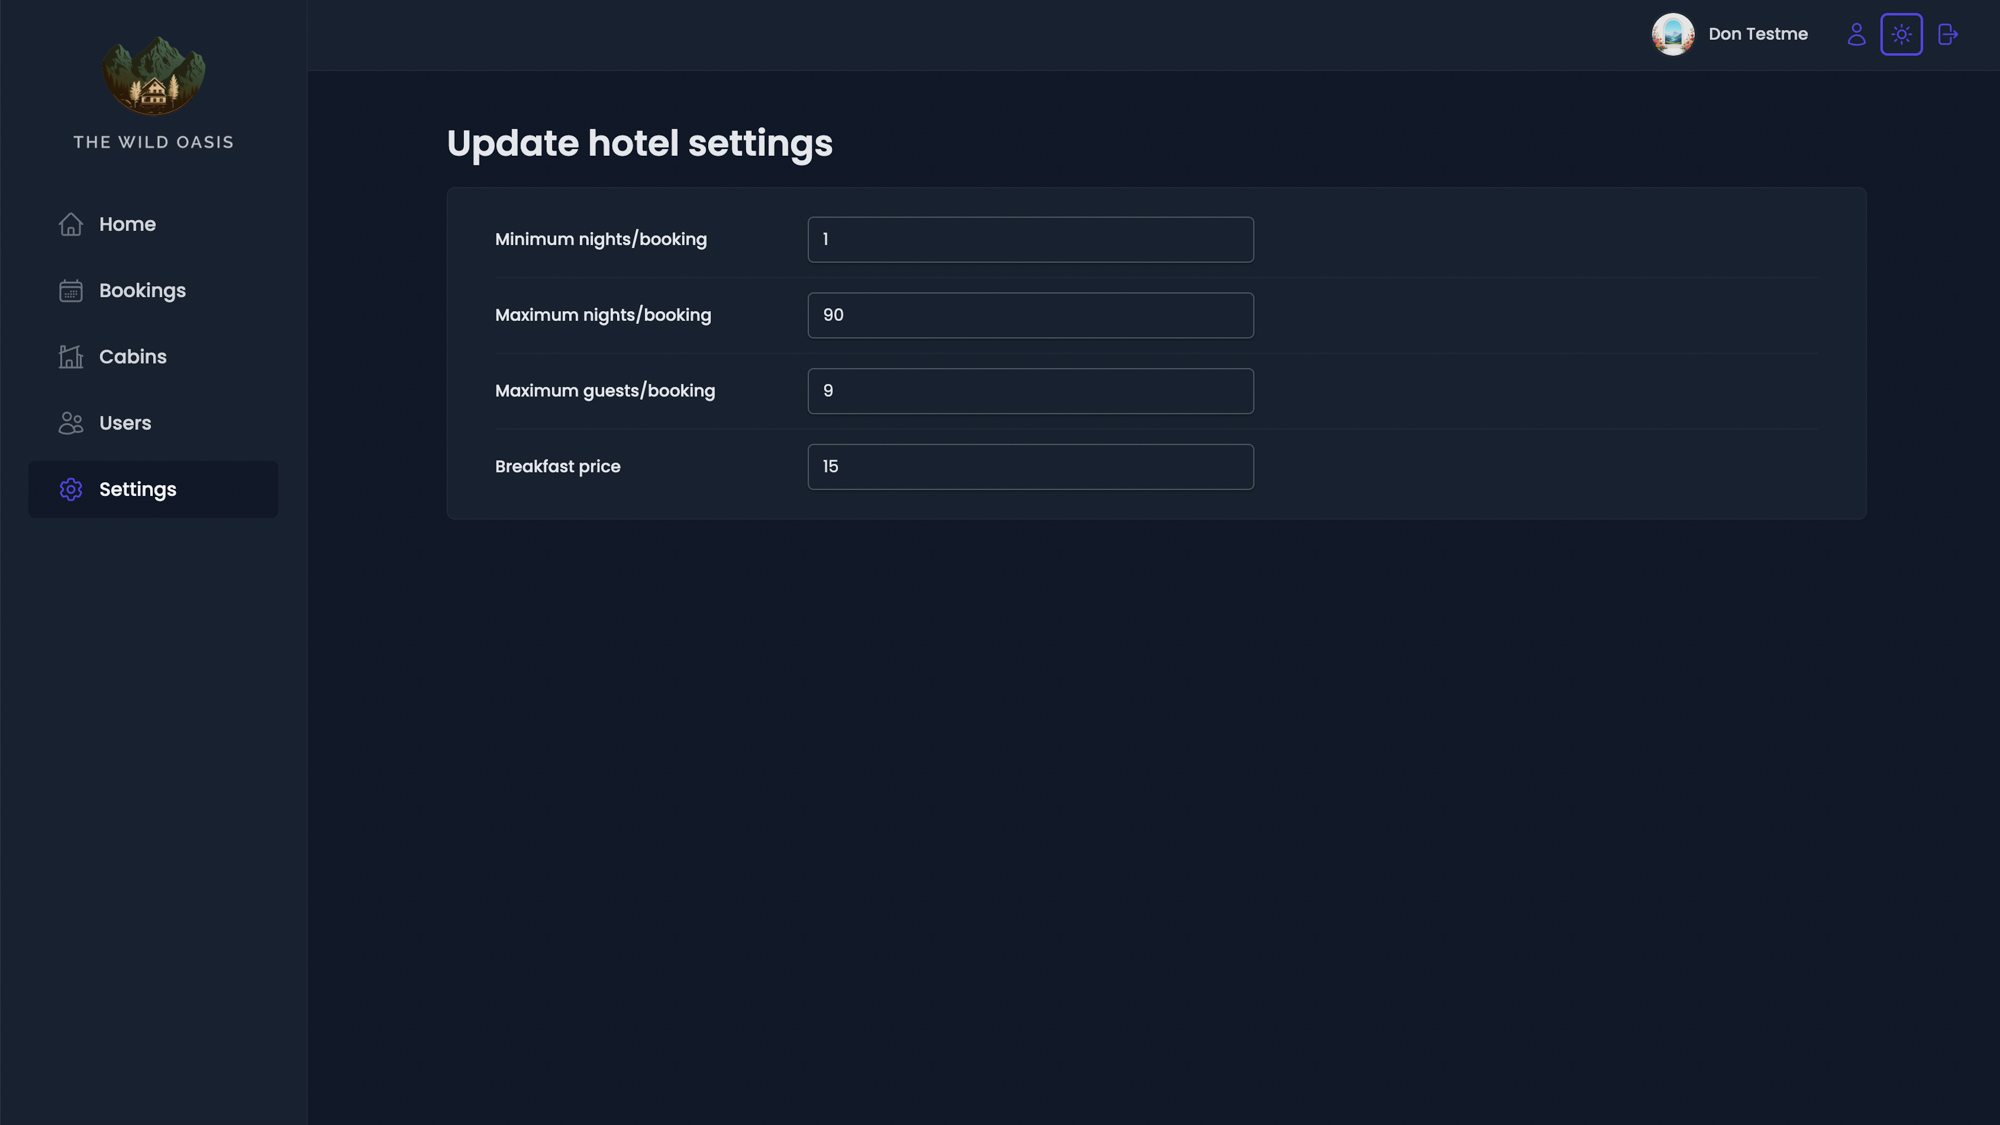 THE WILD OASIS
Home
Bookings
Cabins
Users
Settings
Don Testme
Update hotel settings
Minimum nights/booking
1
Maximum nights/booking
90
Maximum guests/booking
9
Breakfast price
15